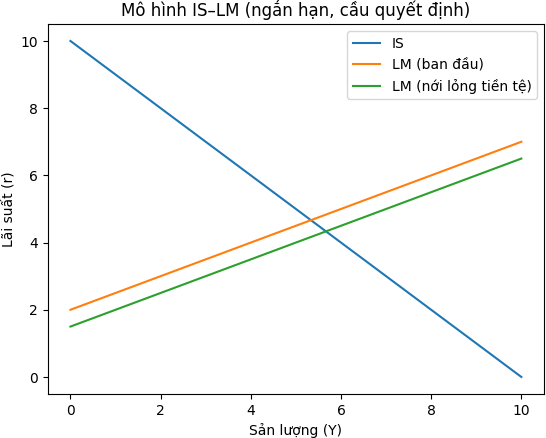 Mô hình IS–LM (ngắn hạn, cầu quyết định)
IS
LM (ban đầu)
LM (nới lỏng tiền tệ)
Lãi suất (r)
10
8
6
4
2
0
0 2 4 6 8 10
Sản lượng (Y)